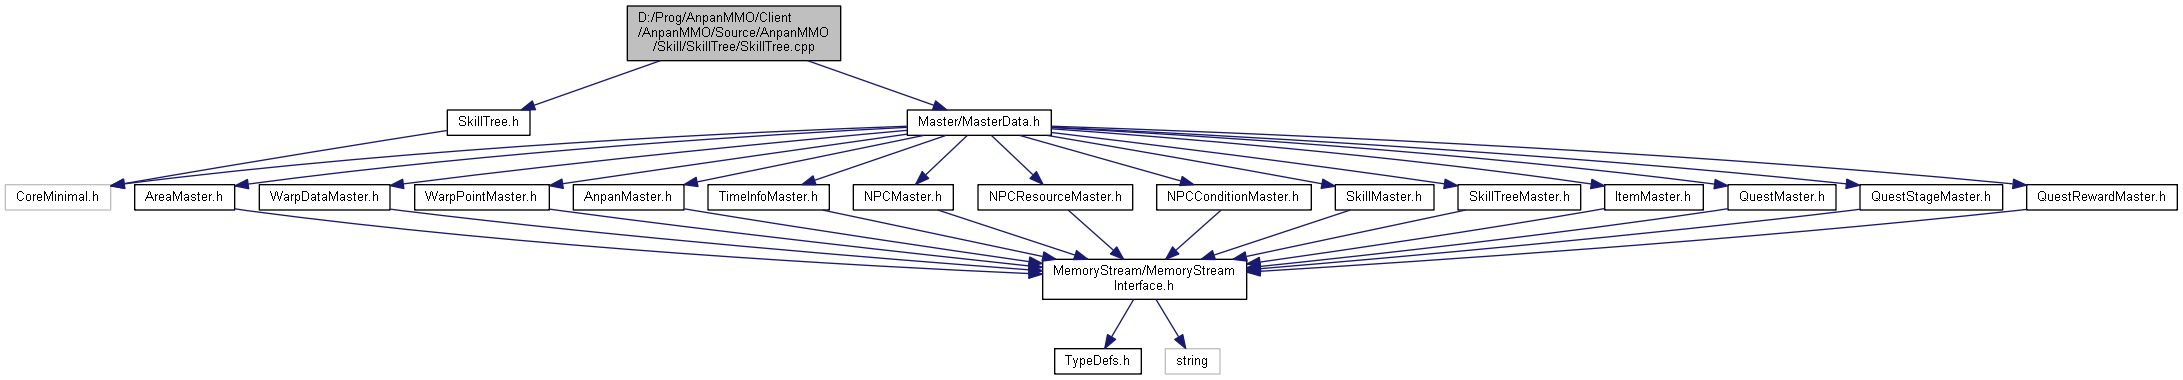 D:/Prog/AnpanMMO/Client
/AnpanMMO/Source/AnpanMMO
/Skill/SkillTree/SkillTree.cpp
SkillTree.h
Master/MasterData.h
CoreMinimal.h
AreaMaster.h
WarpDataMaster.h
WarpPointMaster.h
AnpanMaster.h
TimeInfoMaster.h
NPCMaster.h
NPCResourceMaster.h
NPCConditionMaster.h
SkillMaster.h
SkillTreeMaster.h
ItemMaster.h
QuestMaster.h
QuestStageMaster.h
QuestRewardMaster.h
MemoryStream/MemoryStream
Interface.h
TypeDefs.h
string